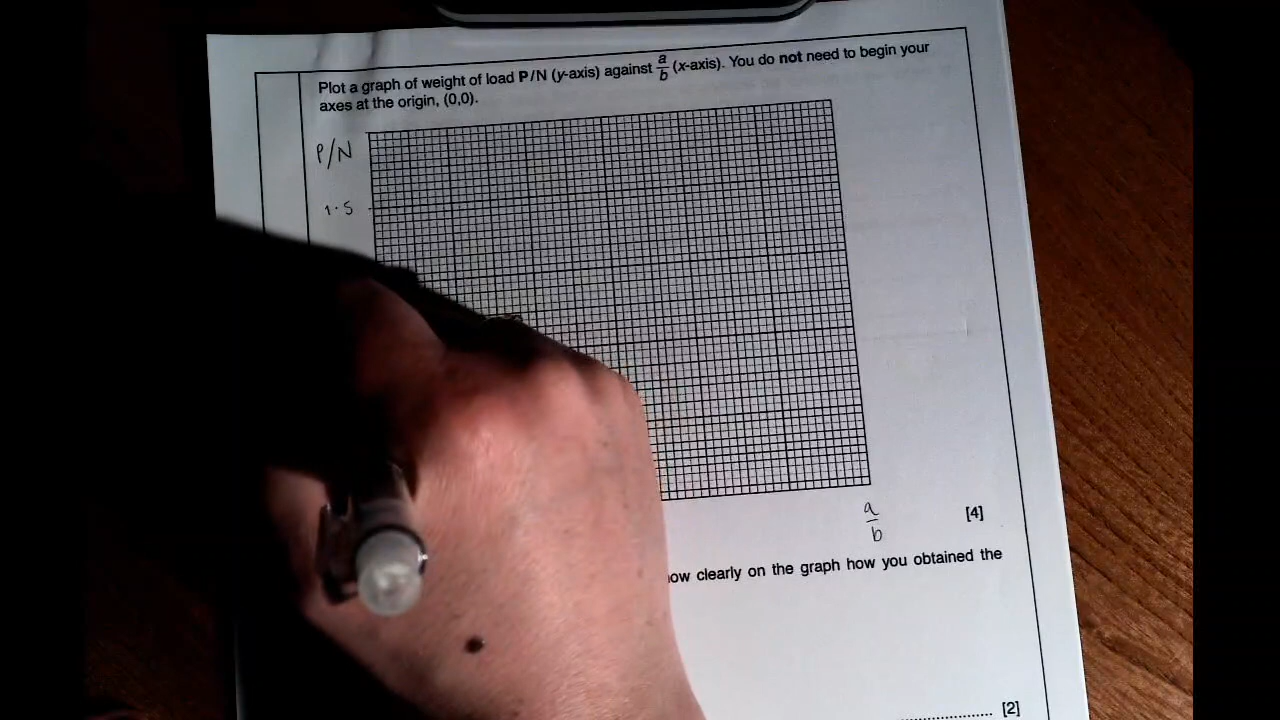 Plot a graph of weight of load P/N (y-axis) against a/b (x-axis). You do not need to begin your
axes at the origin, (0,0).
P/N
1.5
a/b
[4]
now clearly on the graph how you obtained the
[2]